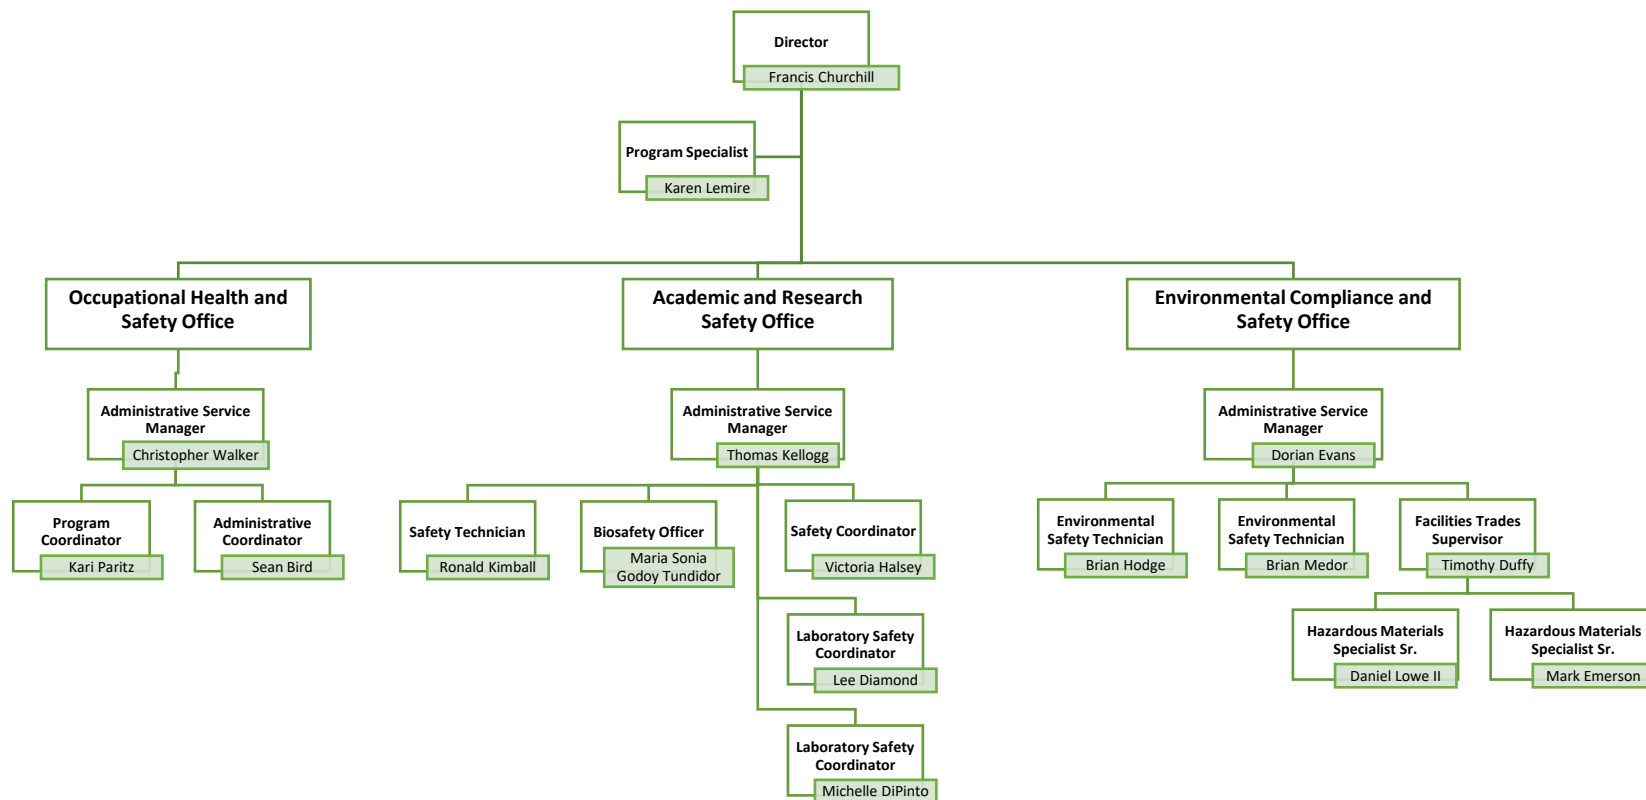 Director
Francis Churchill
Program Specialist
Karen Lemire
Occupational Health and
Safety Office
Academic and Research
Safety Office
Environmental Compliance and
Safety Office
Administrative Service
Manager
Christopher Walker
Administrative Service
Manager
Thomas Kellogg
Administrative Service
Manager
Dorian Evans
Program
Coordinator
Kari Paritz
Administrative
Coordinator
Sean Bird
Safety Technician
Ronald Kimball
Biosafety Officer
Maria Sonia
Godoy Tundidor
Safety Coordinator
Victoria Halsey
Environmental
Safety Technician
Brian Hodge
Environmental
Safety Technician
Brian Medor
Facilities Trades
Supervisor
Timothy Duffy
Laboratory Safety
Coordinator
Lee Diamond
Hazardous Materials
Specialist Sr.
Daniel Lowe II
Hazardous Materials
Specialist Sr.
Mark Emerson
Laboratory Safety
Coordinator
Michelle DiPinto